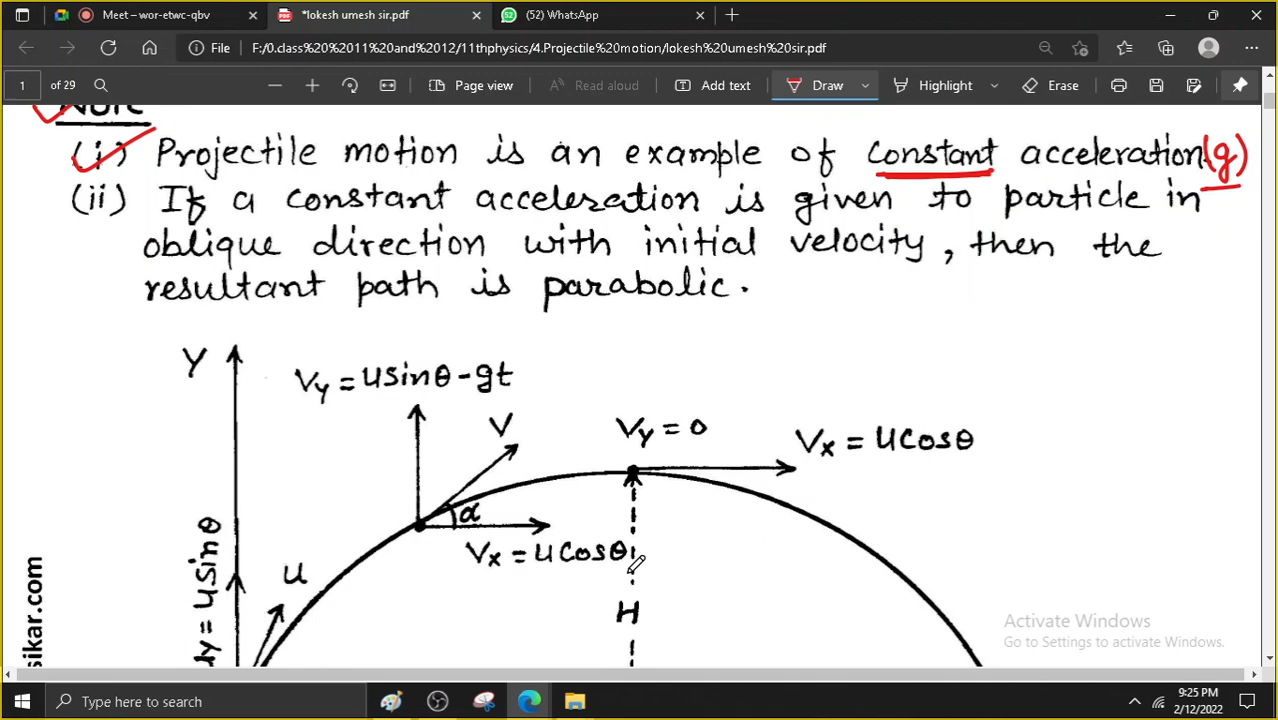 Meet – wor-etwc-qbv
*lokesh umesh sir.pdf
(52) WhatsApp
File
F:/0.class%20%2011%20and%2012/11thphysics/4.Projectile%20motion/lokesh%20umesh%20sir.pdf
1 of 29
Page view
Read aloud
Add text
Draw
Highlight
Erase
Note
(i) Projectile motion is an example of constant acceleration.(g)
(ii) If a constant acceleration is given to particle in
oblique direction with initial velocity, then the
resultant path is parabolic.
Y
Vy = usinθ-gt
V
Vy = 0
Vx = ucosθ
α
Vx = ucosθ
u
uy = usinθ
H
sikar.com
Activate Windows
Go to Settings to activate Windows.
Type here to search
9:25 PM
2/12/2022